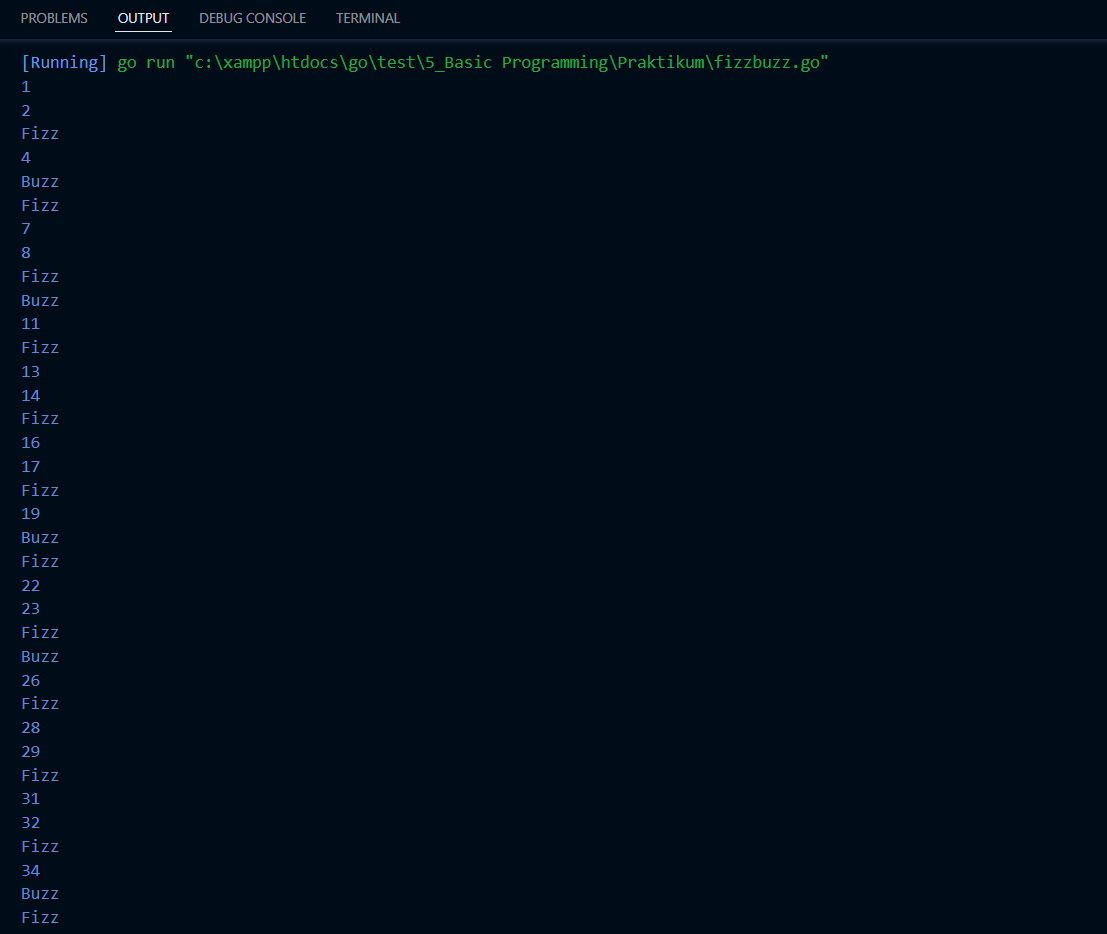 PROBLEMS OUTPUT DEBUG CONSOLE TERMINAL
[Running] go run "c:\xampp\htdocs\go\test\5_Basic Programming\Praktikum\fizzbuzz.go"
1
2
Fizz
4
Buzz
Fizz
7
8
Fizz
Buzz
11
Fizz
13
14
Fizz
16
17
Fizz
19
Buzz
Fizz
22
23
Fizz
Buzz
26
Fizz
28
29
Fizz
31
32
Fizz
34
Buzz
Fizz